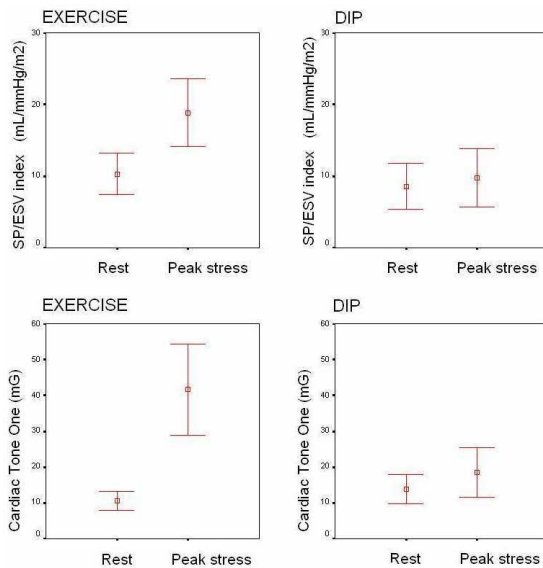 EXERCISE
SP/ESV index (mL/mmHg/m2)
30
20
10
0
Rest Peak stress
DIP
SP/ESV index (mL/mmHg/m2)
30
20
10
0
Rest Peak stress
EXERCISE
Cardiac Tone One (mG)
60
50
40
30
20
10
0
Rest Peak stress
DIP
Cardiac Tone One (mG)
60
50
40
30
20
10
0
Rest Peak stress